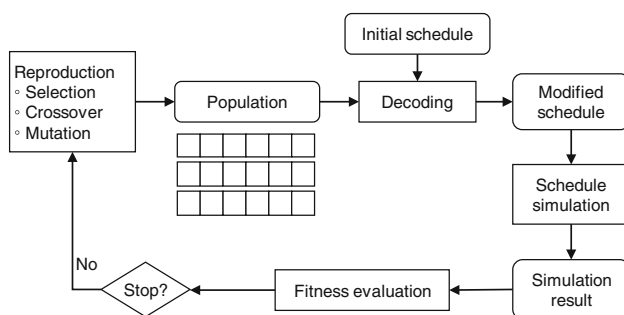 Initial schedule
Reproduction
◦ Selection
◦ Crossover
◦ Mutation
Population
Decoding
Modified
schedule
Schedule
simulation
No
Stop?
Fitness evaluation
Simulation
result